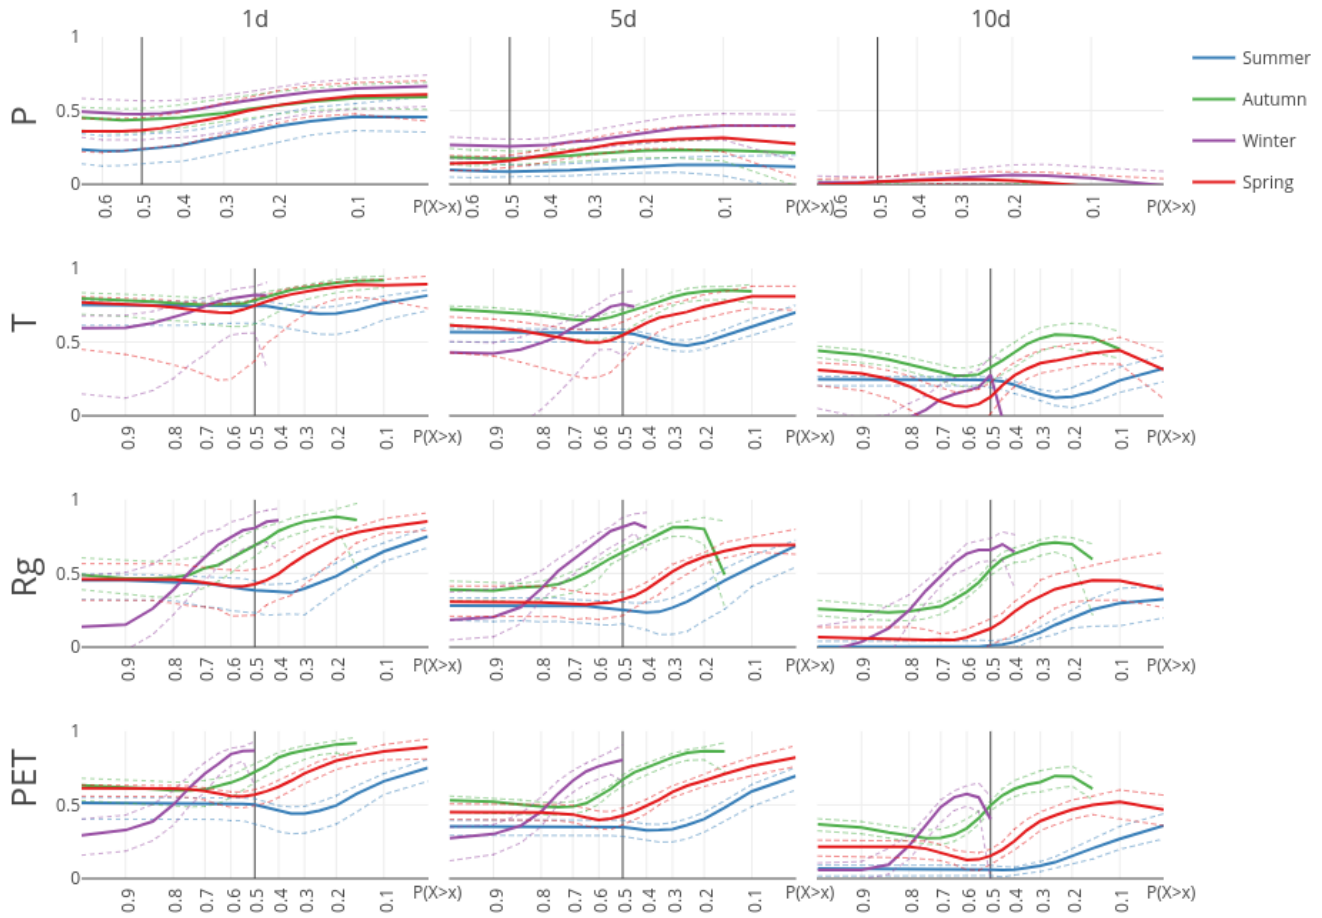 1d 5d 10d
1
P 0.5
0
0.6 0.5 0.4 0.3 0.2 0.1 P(X>x) 0.6 0.5 0.4 0.3 0.2 0.1 P(X>x) 0.6 0.5 0.4 0.3 0.2 0.1
Summer
Autumn
Winter
Spring
1
T 0.5
0
0.9 0.8 0.7 0.6 0.5 0.4 0.3 0.2 0.1 P(X>x) 0.9 0.8 0.7 0.6 0.5 0.4 0.3 0.2 0.1 P(X>x) 0.9 0.8 0.7 0.6 0.5 0.4 0.3 0.2 0.1 P(X>x)
1
Rg 0.5
0
0.9 0.8 0.7 0.6 0.5 0.4 0.3 0.2 0.1 P(X>x) 0.9 0.8 0.7 0.6 0.5 0.4 0.3 0.2 0.1 P(X>x) 0.9 0.8 0.7 0.6 0.5 0.4 0.3 0.2 0.1 P(X>x)
1
PET 0.5
0
0.9 0.8 0.7 0.6 0.5 0.4 0.3 0.2 0.1 P(X>x) 0.9 0.8 0.7 0.6 0.5 0.4 0.3 0.2 0.1 P(X>x) 0.9 0.8 0.7 0.6 0.5 0.4 0.3 0.2 0.1 P(X>x)